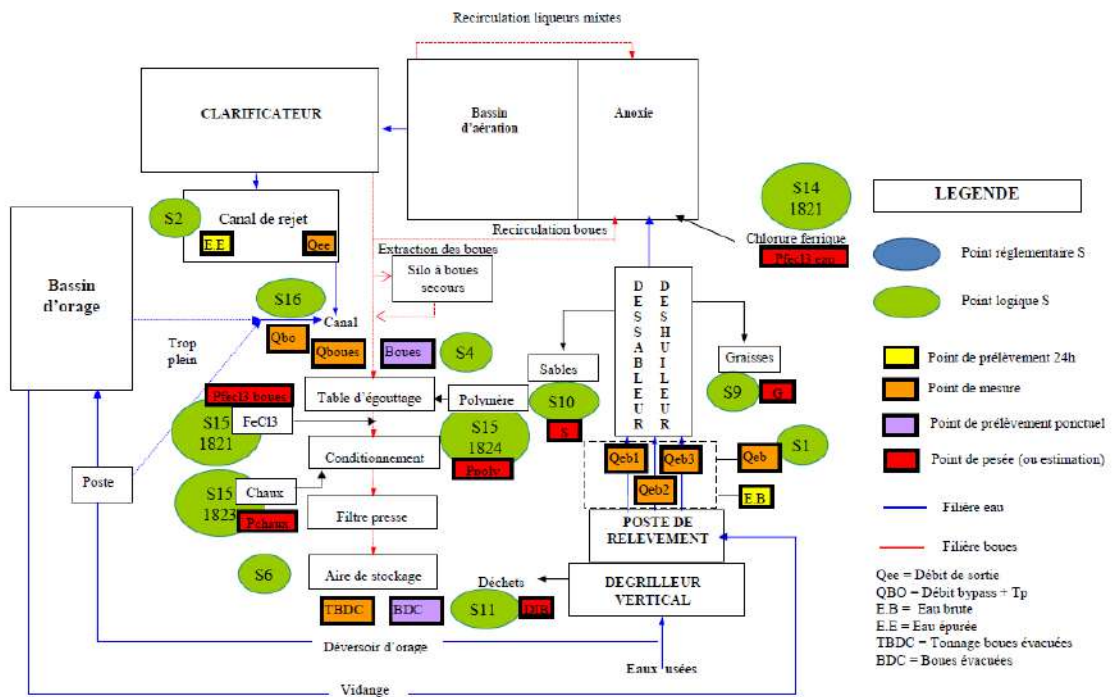 Recirculation liqueurs mixtes
CLARIFICATEUR
Bassin
d'aération
Anoxie
S14
1821
LEGENDE
S2
Canal de rejet
E.E
Qee
Recirculation boues
Chlorure ferrique
Pfecl3 eau
Point réglementaire S
Extraction des boues
Silo à boues
secours
Bassin
d'orage
S16
Canal
Point logique S
Trop
plein
Qbo
Qboues
Boues
S4
DESSABLEUR
DESHUILEUR
Sables
Graisses
Point de prélèvement 24h
Pfecl3 boues
Table d'égouttage
Polymère
S10
S
S9
G
Point de mesure
S15
1821
FeCl3
S15
1824
Ppoly
Point de prélèvement ponctuel
Conditionnement
Qeb1
Qeb3
Qeb
S1
Point de pesée (ou estimation)
Poste
S15
1823
Chaux
Pchaux
Qeb2
E.B
Filière eau
Filtre presse
POSTE DE
RELEVEMENT
Filière boues
S6
Aire de stockage
Déchets
DEGRILLEUR
VERTICAL
TBDC
BDC
S11
DIB
Qee = Débit de sortie
QBO = Débit bypass + Tp
E.B = Eau brute
E.E = Eau épurée
TBDC = Tonnage boues évacuées
BDC = Boues évacuées
Déversoir d'orage
Eaux usées
Vidange